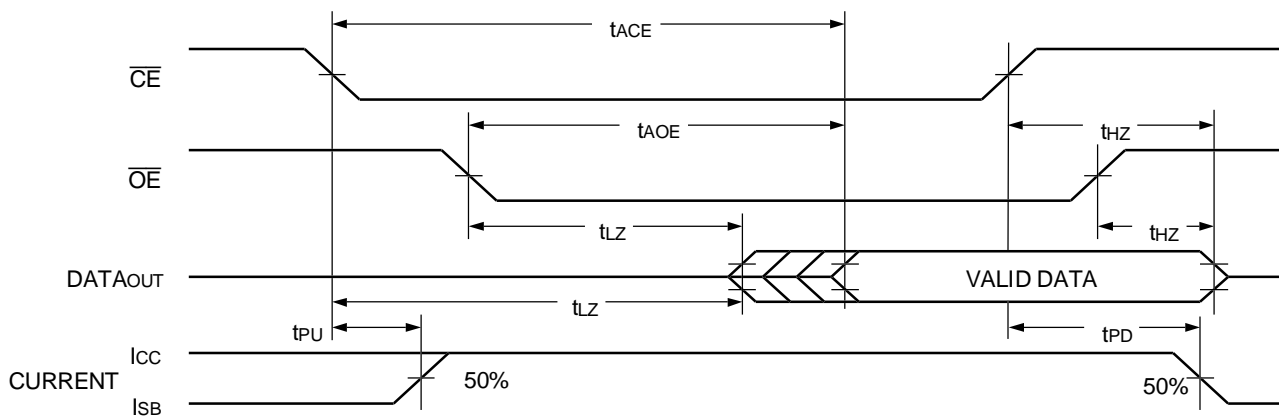 tACE
CE
tAOE
tHZ
OE
tLZ
tHZ
DATAOUT
VALID DATA
tLZ
tPU
tPD
ICC
CURRENT
50%
50%
ISB